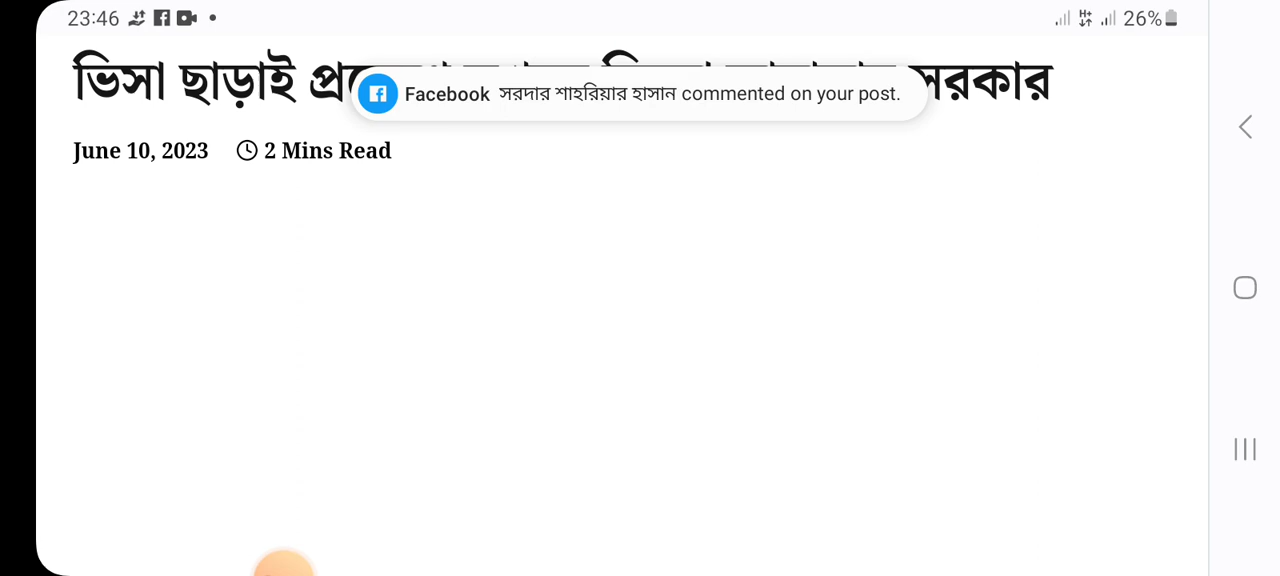 23:46
H+
26%
ভিসা ছাড়াই সরকার
Facebook সরদার শাহরিয়ার হাসান commented on your post.
June 10, 2023 2 Mins Read